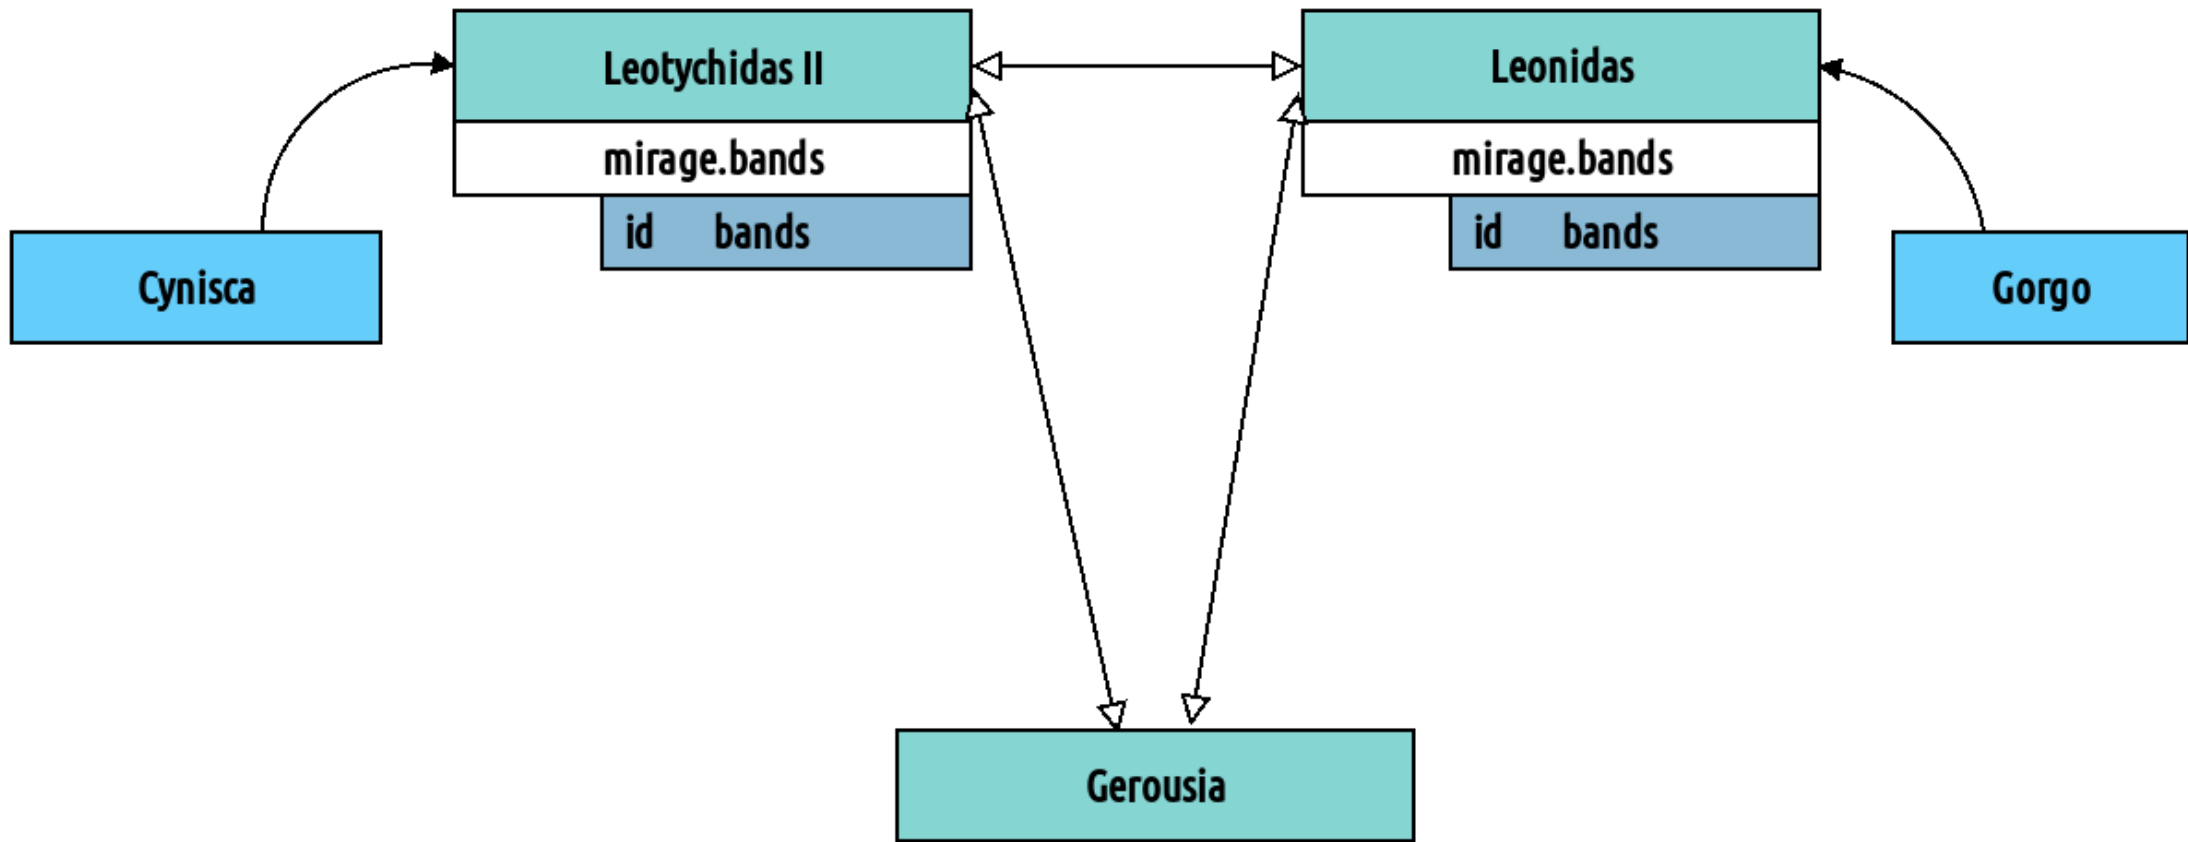 Leotychidas II
Leonidas
mirage.bands
mirage.bands
id bands
id bands
Cynisca
Gorgo
Gerousia